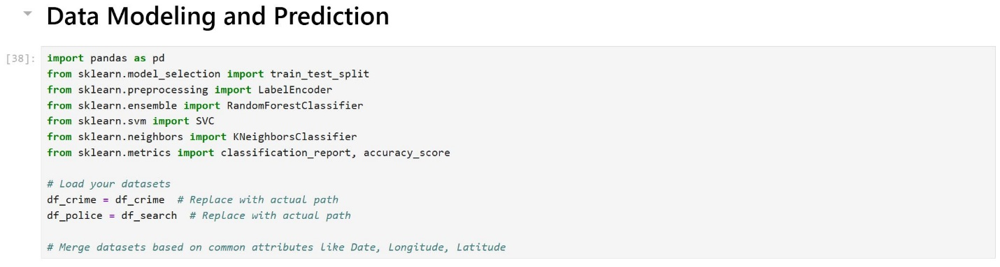 Data Modeling and Prediction
[38]:
import pandas as pd
from sklearn.model_selection import train_test_split
from sklearn.preprocessing import LabelEncoder
from sklearn.ensemble import RandomForestClassifier
from sklearn.svm import SVC
from sklearn.neighbors import KNeighborsClassifier
from sklearn.metrics import classification_report, accuracy_score
# Load your datasets
df_crime = df_crime  # Replace with actual path
df_police = df_search  # Replace with actual path
# Merge datasets based on common attributes like Date, Longitude, Latitude